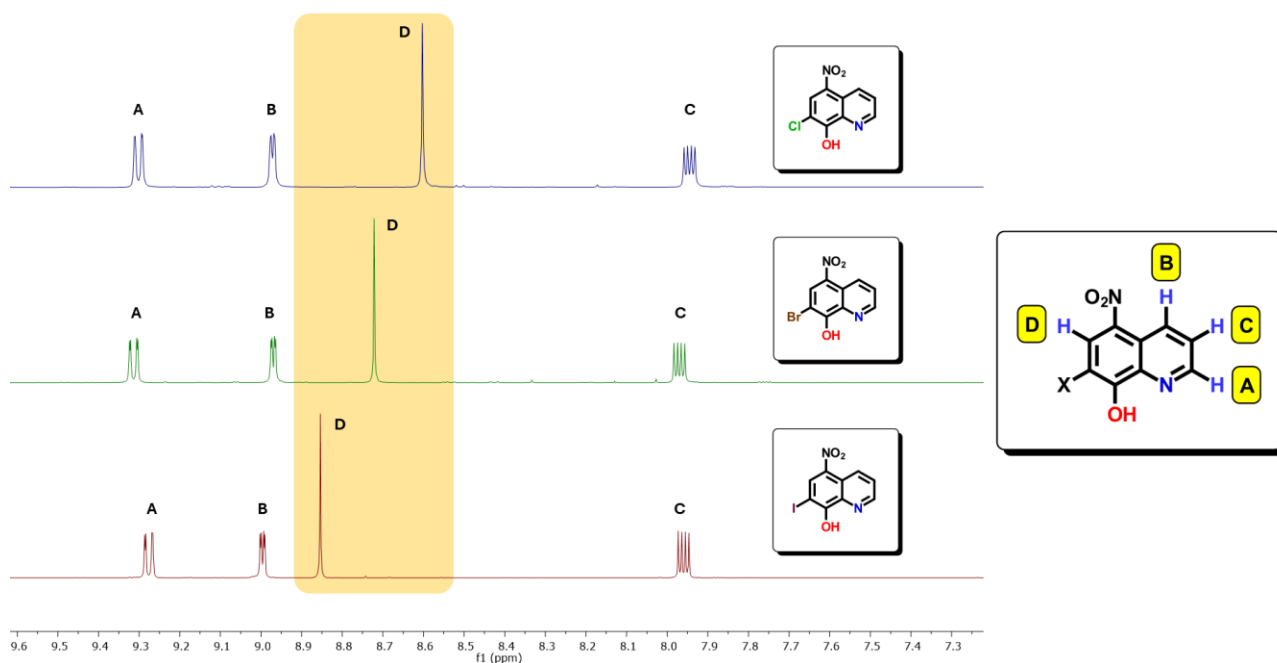 D
A
B
C
NO₂
Cl
N
OH
D
A
B
C
NO₂
Br
N
OH
D
A
B
C
NO₂
I
N
OH
B
O₂N
H
D
H
H
C
X
N
H
A
OH
9.6 9.5 9.4 9.3 9.2 9.1 9.0 8.9 8.8 8.7 8.6 8.5 8.4 8.3 8.2 8.1 8.0 7.9 7.8 7.7 7.6 7.5 7.4 7.3
f1 (ppm)